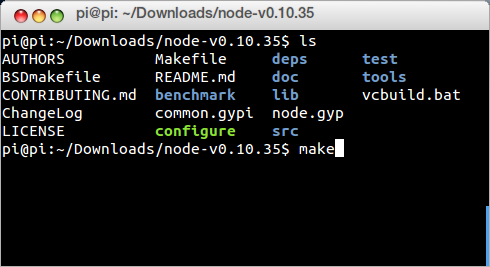 pi@pi: ~/Downloads/node-v0.10.35
pi@pi:~/Downloads/node-v0.10.35$ ls
AUTHORS Makefile deps test
BSDmakefile README.md doc tools
CONTRIBUTING.md benchmark lib vcbuild.bat
ChangeLog common.gypi node.gyp
LICENSE configure src
pi@pi:~/Downloads/node-v0.10.35$ make